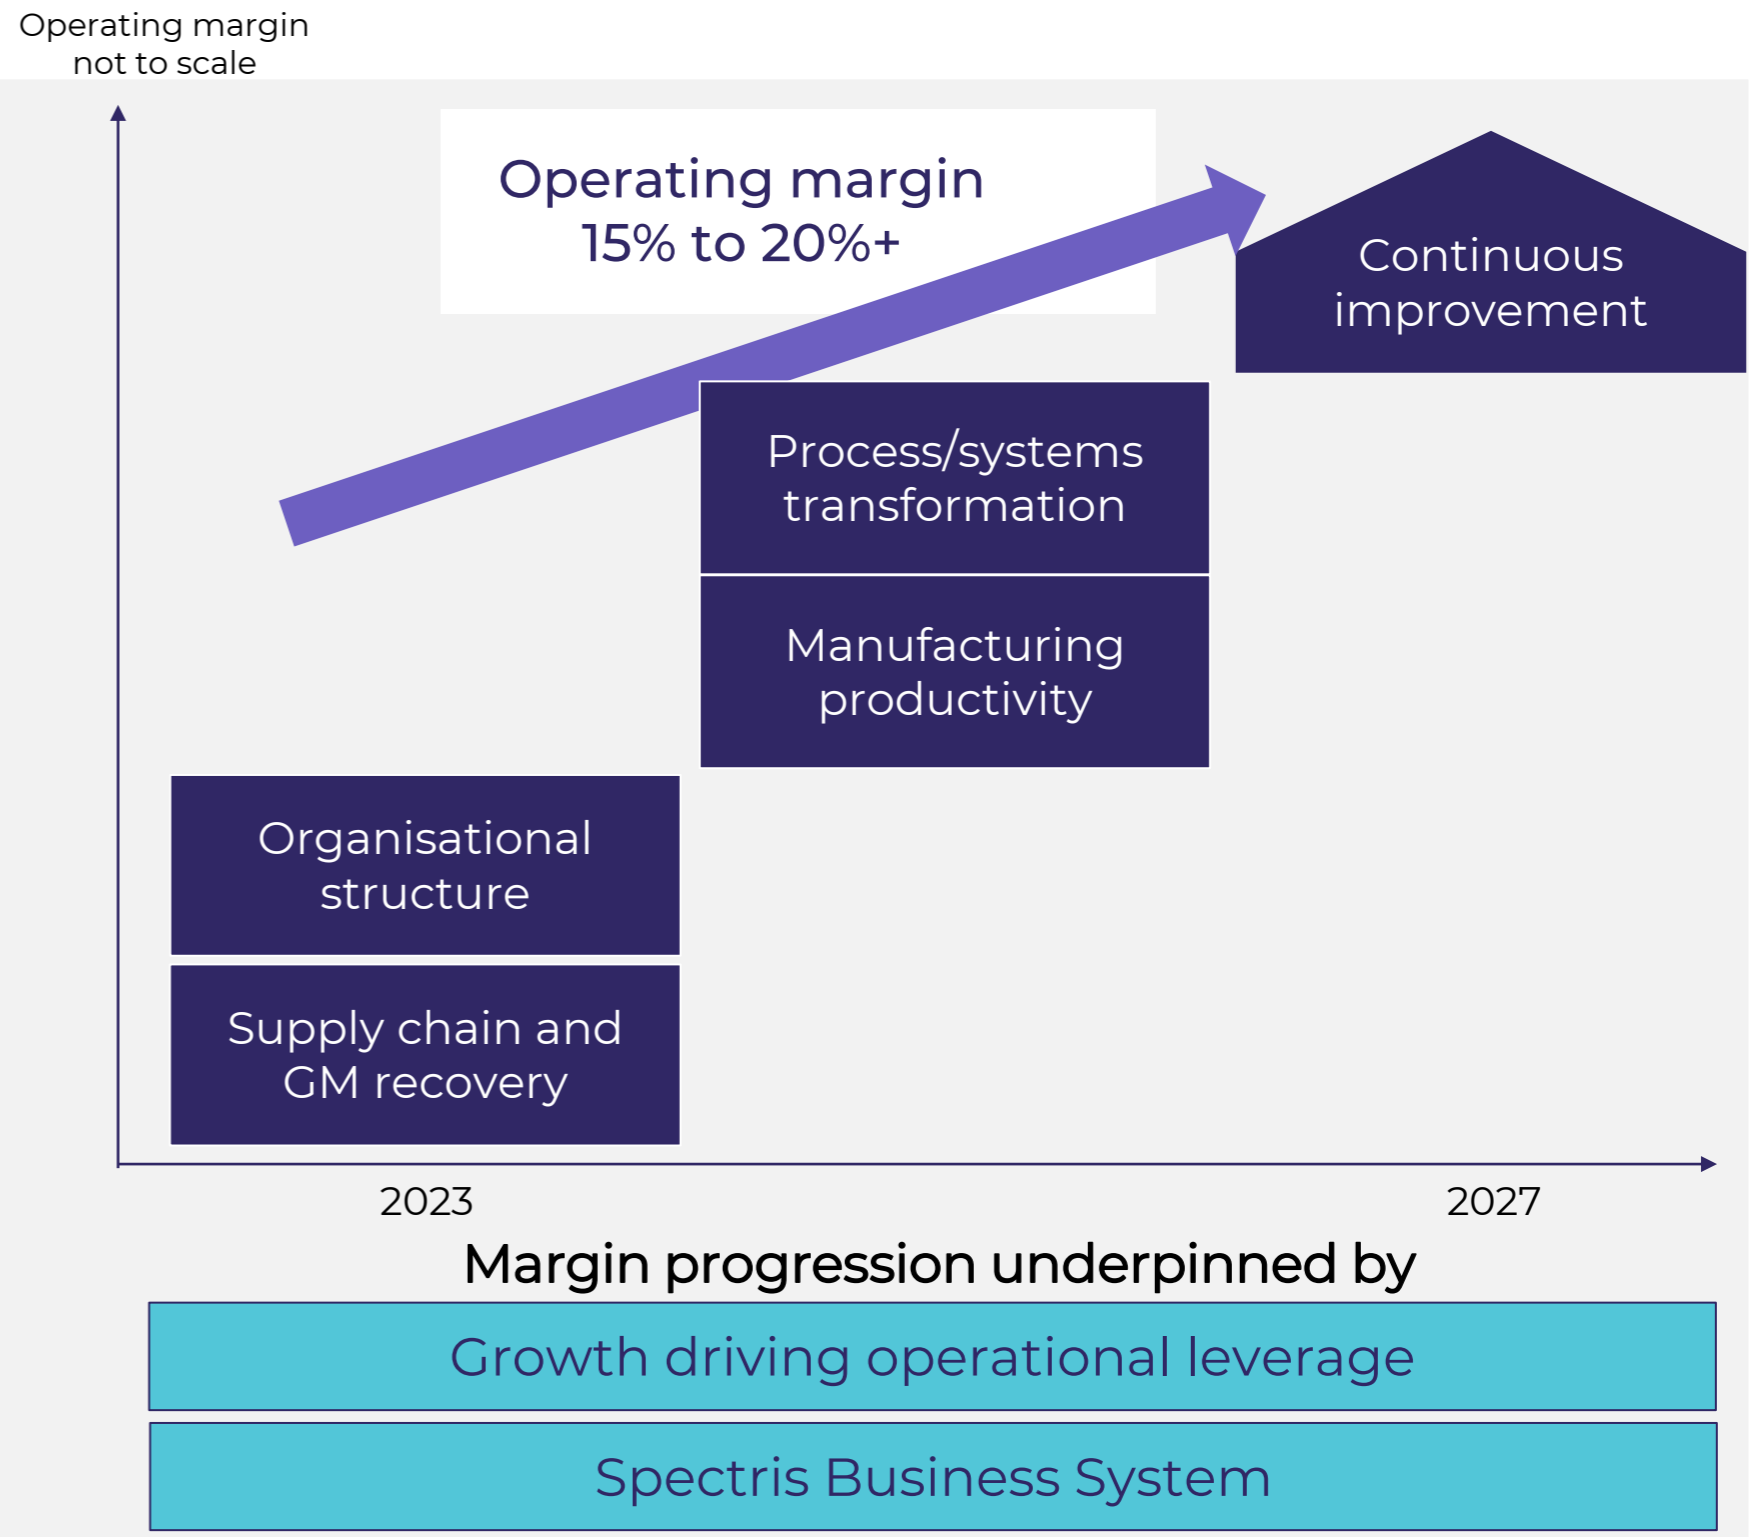 Operating margin
not to scale
Operating margin
15% to 20%+
Continuous
improvement
Process/systems
transformation
Manufacturing
productivity
Organisational
structure
Supply chain and
GM recovery
2023
2027
Margin progression underpinned by
Growth driving operational leverage
Spectris Business System